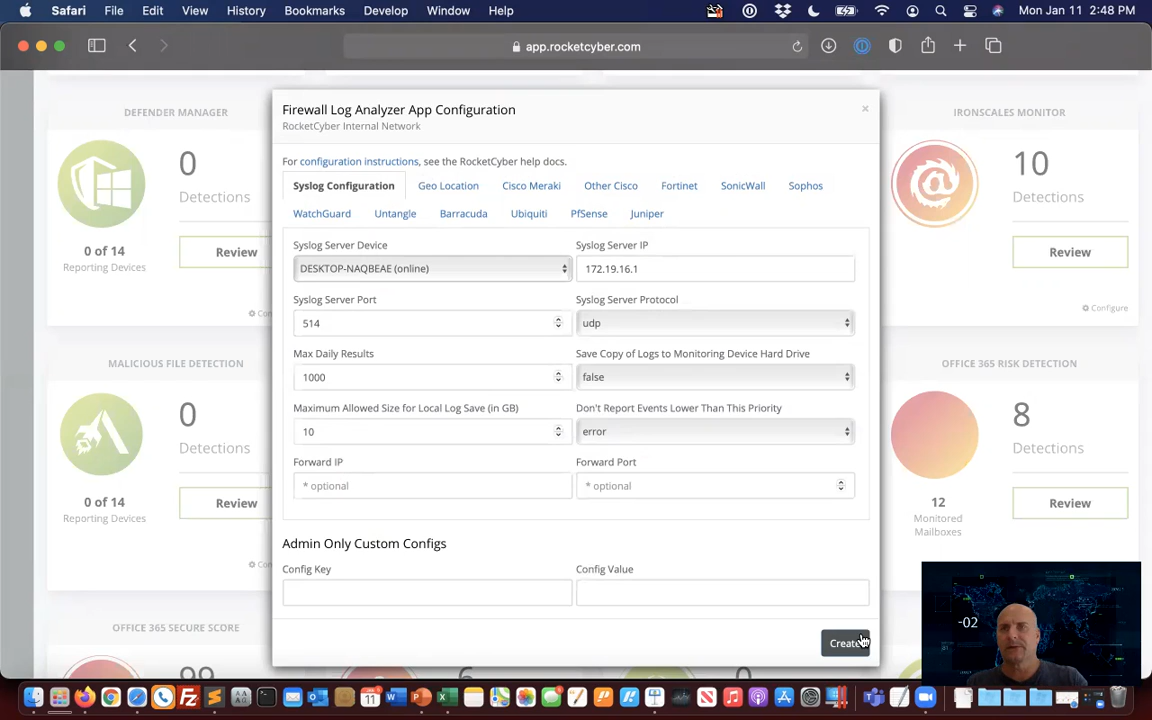 Safari File Edit View History Bookmarks Develop Window Help Mon Jan 11 2:48 PM
app.rocketcyber.com
DEFENDER MANAGER
0
Detections
0 of 14
Reporting Devices
Review
MALICIOUS FILE DETECTION
0
Detections
0 of 14
Reporting Devices
Review
OFFICE 365 SECURE SCORE
Firewall Log Analyzer App Configuration ×
RocketCyber Internal Network
For configuration instructions, see the RocketCyber help docs.
Syslog Configuration Geo Location Cisco Meraki Other Cisco Fortinet SonicWall Sophos
WatchGuard Untangle Barracuda Ubiquiti PfSense Juniper
Syslog Server Device Syslog Server IP
DESKTOP-NAQBEAE (online) 172.19.16.1
Syslog Server Port Syslog Server Protocol
514 udp
Max Daily Results Save Copy of Logs to Monitoring Device Hard Drive
1000 false
Maximum Allowed Size for Local Log Save (in GB) Don't Report Events Lower Than This Priority
10 error
Forward IP Forward Port
* optional * optional
Admin Only Custom Configs
Config Key Config Value
Create
IRONSCALES MONITOR
10
Detections
Review
Configure
OFFICE 365 RISK DETECTION
8
Detections
12
Monitored
Mailboxes
Review
-02